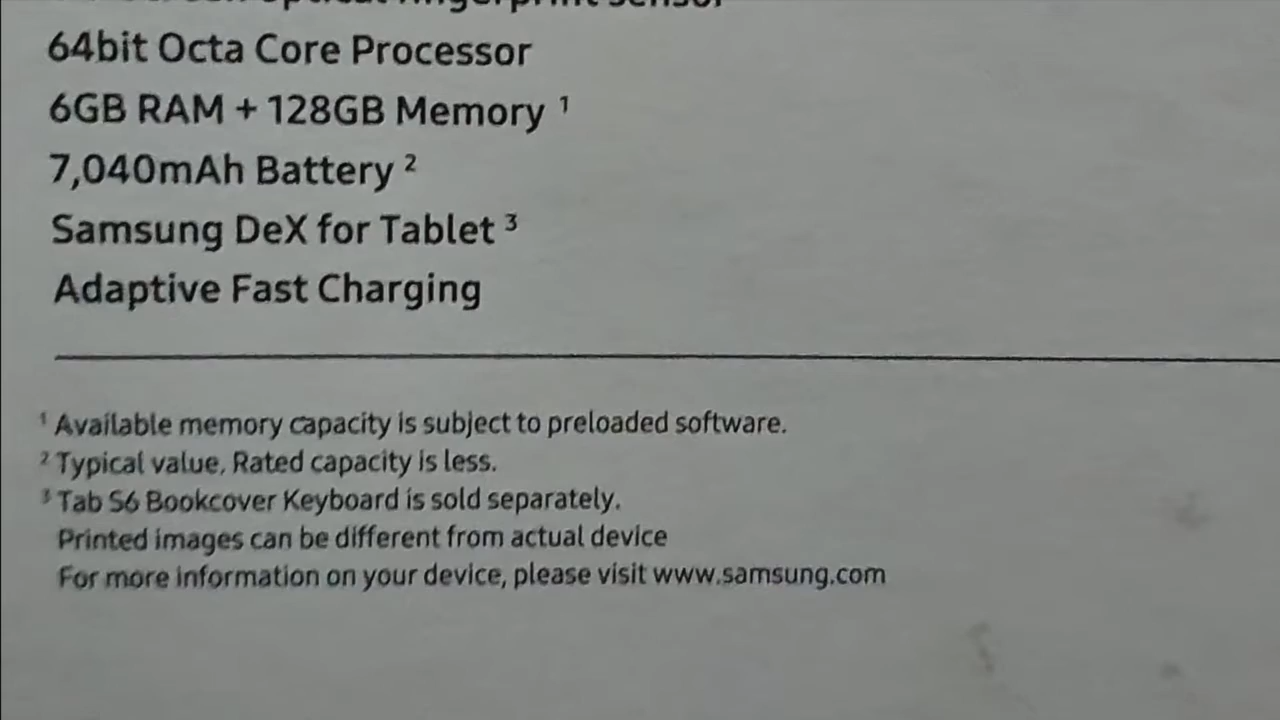 optical fingerprint sensor
64bit Octa Core Processor
6GB RAM + 128GB Memory ¹
7,040mAh Battery ²
Samsung DeX for Tablet ³
Adaptive Fast Charging
¹ Available memory capacity is subject to preloaded software.
² Typical value, Rated capacity is less.
³ Tab S6 Bookcover Keyboard is sold separately.
Printed images can be different from actual device
For more information on your device, please visit www.samsung.com